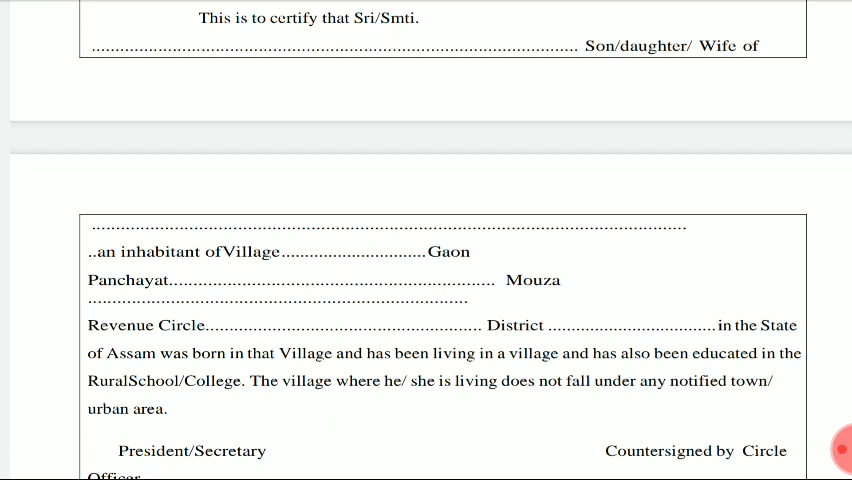 This is to certify that Sri/Smti.
...................................................................................................... Son/daughter/ Wife of
............................................................................................................................
..an inhabitant ofVillage..............................Gaon
Panchayat.................................................................... Mouza
...............................................................................
Revenue Circle.......................................................... District ...................................in the State
of Assam was born in that Village and has been living in a village and has also been educated in the
RuralSchool/College. The village where he/ she is living does not fall under any notified town/
urban area.
President/Secretary Countersigned by Circle
Officer